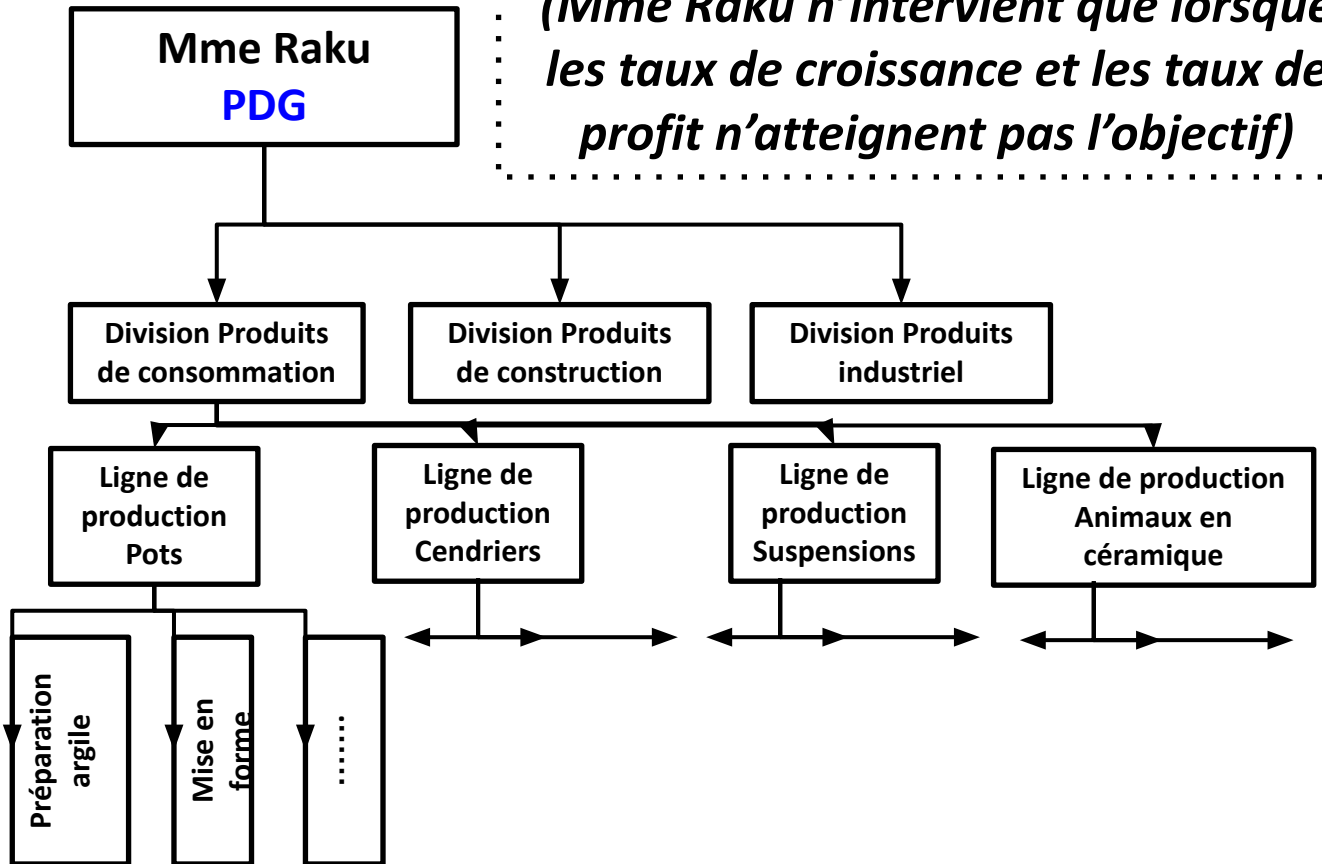 Mme Raku
PDG
(Mme Raku n'intervient que lorsque
les taux de croissance et les taux de
profit n'atteignent pas l'objectif)
Division Produits
de consommation
Division Produits
de construction
Division Produits
industriel
Ligne de
production
Pots
Ligne de
production
Cendriers
Ligne de
production
Suspensions
Ligne de production
Animaux en
céramique
Préparation
argile
Mise en
forme
.......